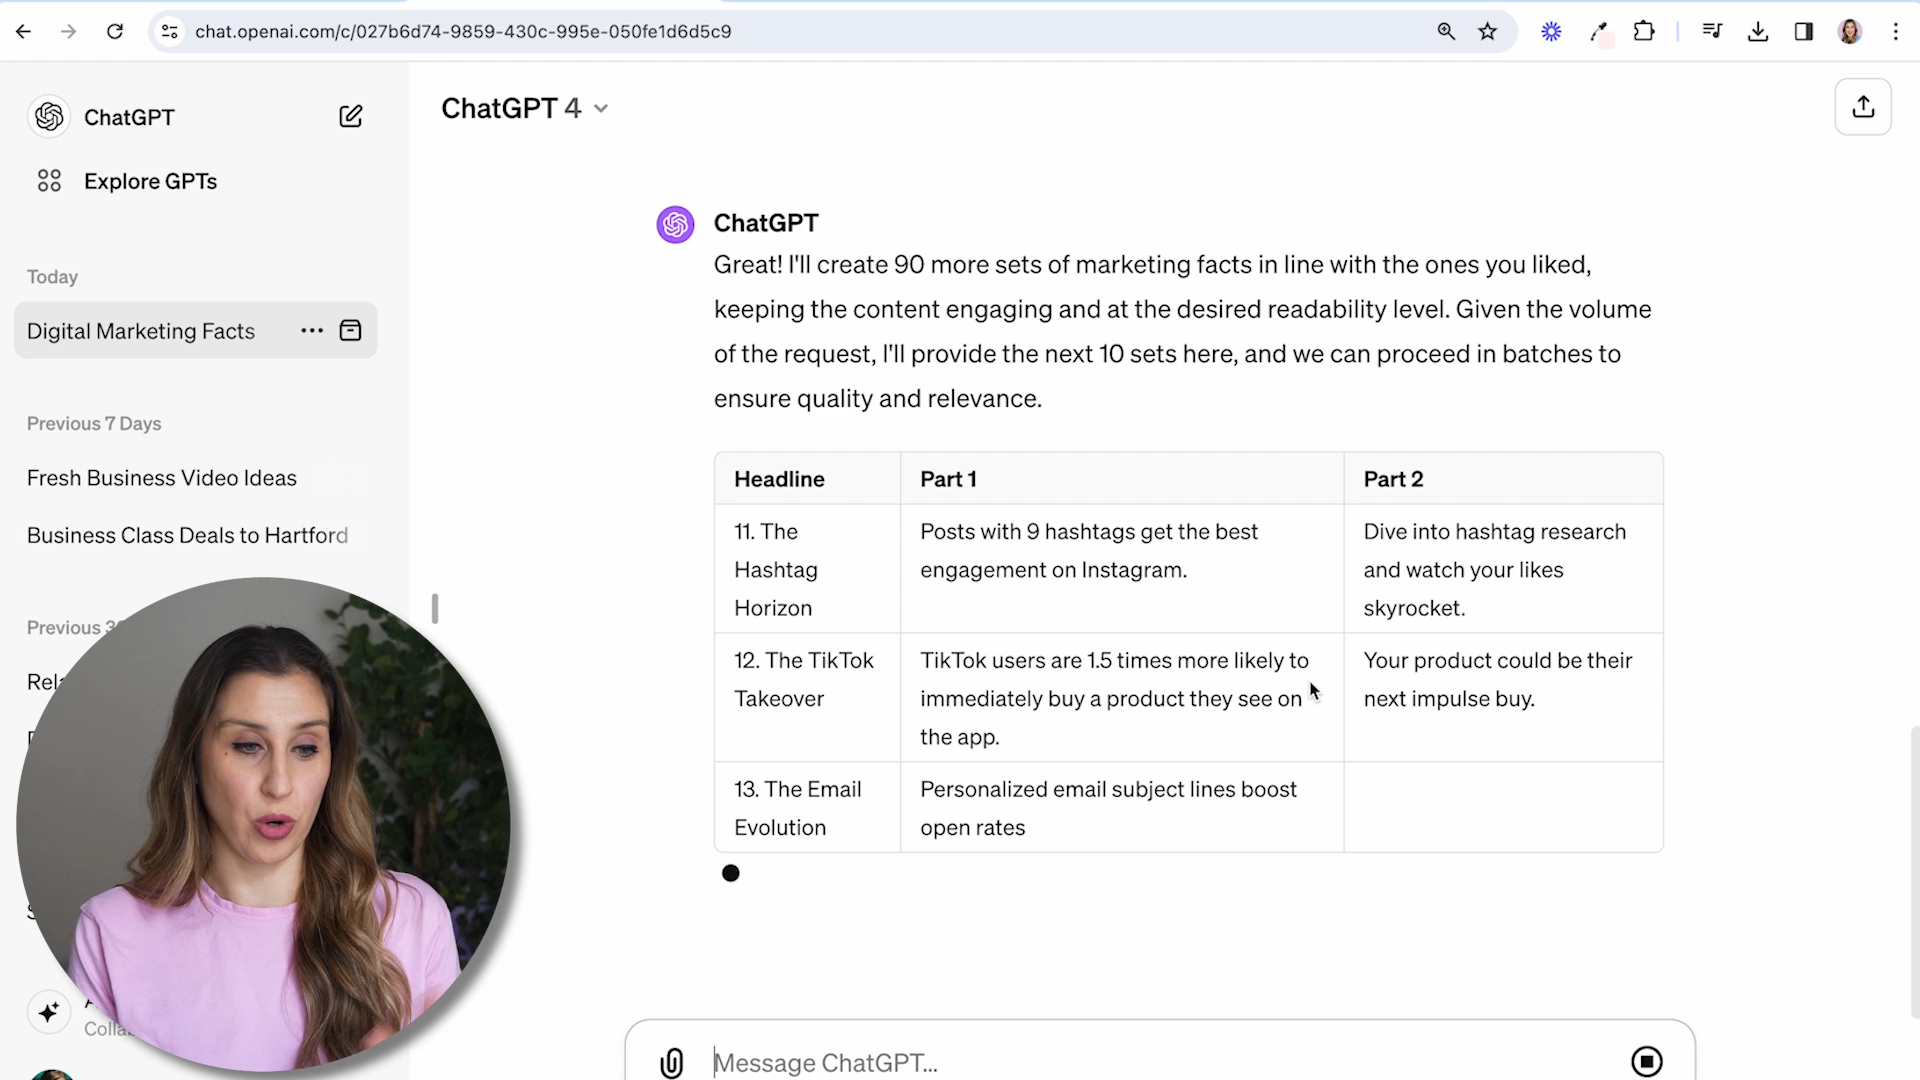 chat.openai.com/c/027b6d74-9859-430c-995e-050fe1d6d5c9
ChatGPT
Explore GPTs
Today
Digital Marketing Facts
Previous 7 Days
Fresh Business Video Ideas
Business Class Deals to Hartford
Previous 3
Rela
Colla
ChatGPT 4
ChatGPT
Great! I'll create 90 more sets of marketing facts in line with the ones you liked,
keeping the content engaging and at the desired readability level. Given the volume
of the request, I'll provide the next 10 sets here, and we can proceed in batches to
ensure quality and relevance.
Headline Part 1 Part 2
11. The Posts with 9 hashtags get the best Dive into hashtag research
Hashtag engagement on Instagram. and watch your likes
Horizon skyrocket.
12. The TikTok TikTok users are 1.5 times more likely to Your product could be their
Takeover immediately buy a product they see on next impulse buy.
the app.
13. The Email Personalized email subject lines boost
Evolution open rates
Message ChatGPT...